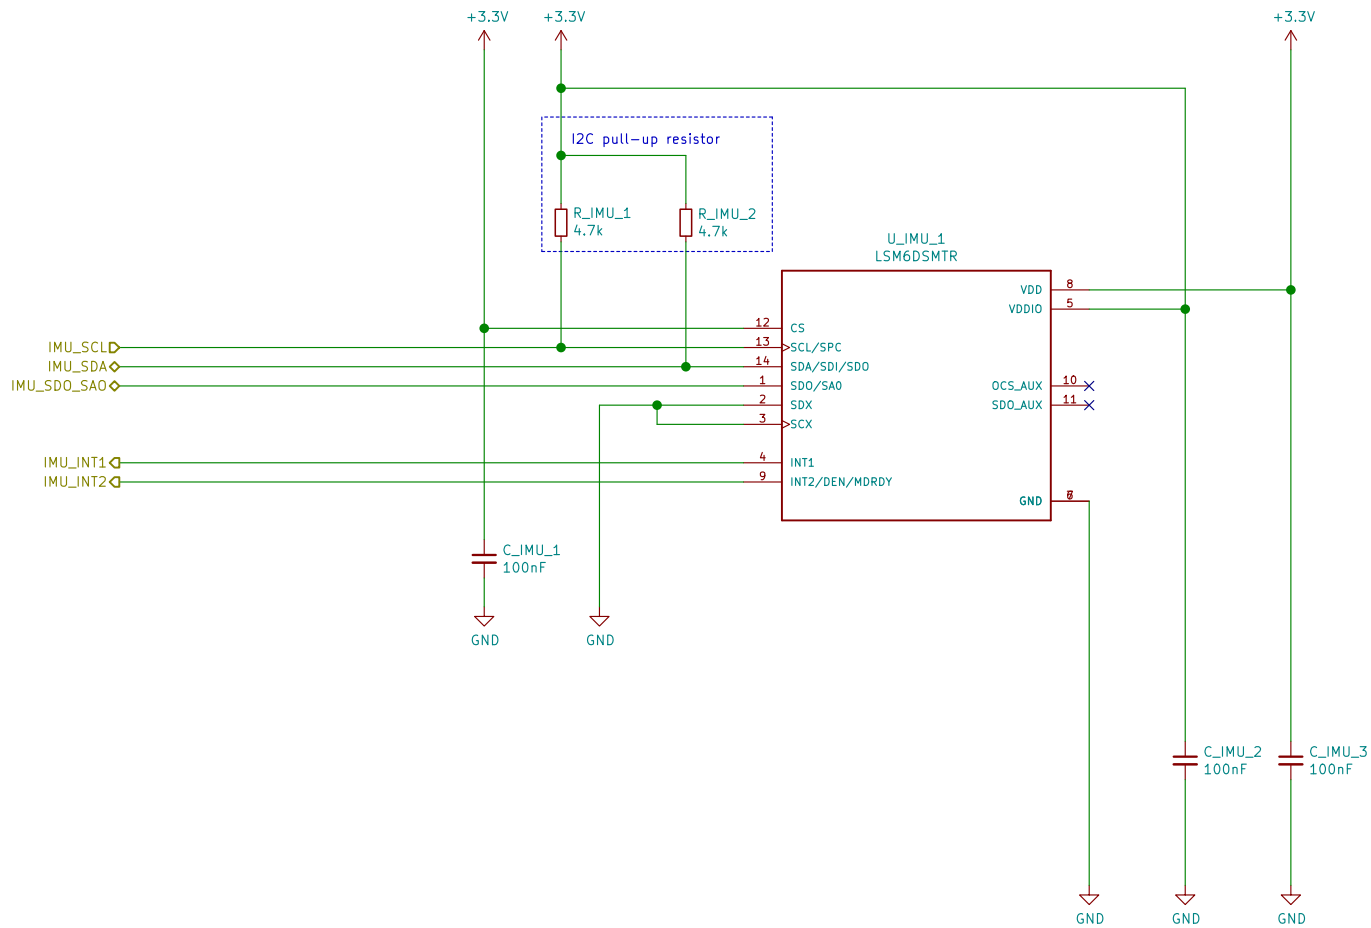 +3.3V
+3.3V
+3.3V
I2C pull-up resistor
R_IMU_1
4.7k
R_IMU_2
4.7k
U_IMU_1
LSM6DSMTR
VDD
8
VDDIO
5
12
CS
IMU_SCL
13
SCL/SPC
IMU_SDA
14
SDA/SDI/SDO
IMU_SDO_SA0
1
SDO/SA0
OCS_AUX
10
2
SDX
SDO_AUX
11
3
SCX
IMU_INT1
4
INT1
IMU_INT2
9
INT2/DEN/MDRDY
GND
C_IMU_1
100nF
GND
GND
C_IMU_2
100nF
C_IMU_3
100nF
GND
GND
GND